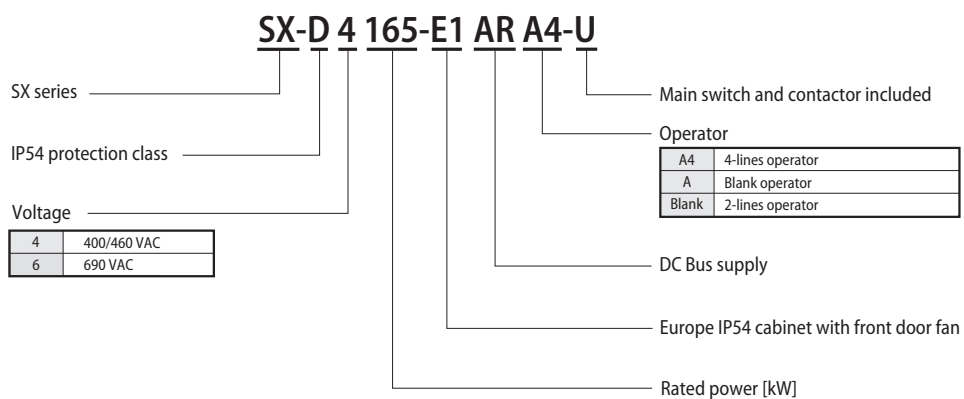 SX-D 4 165-E1 AR A4-U
SX series
Main switch and contactor included
Operator
A4 4-lines operator
A Blank operator
Blank 2-lines operator
IP54 protection class
Voltage
4 400/460 VAC
6 690 VAC
DC Bus supply
Europe IP54 cabinet with front door fan
Rated power [kW]